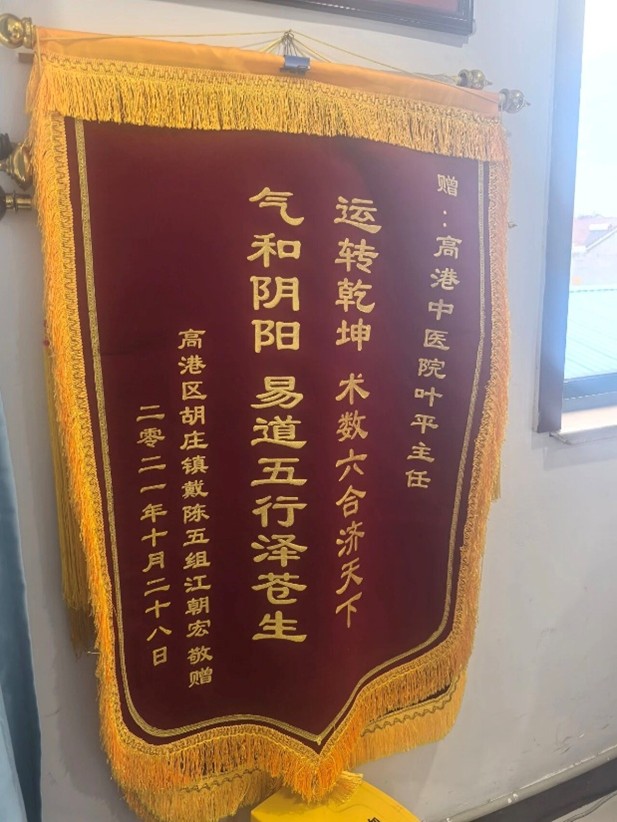 赠：高港中医院叶平主任
运转乾坤 术数六合济天下
气和阴阳 易道五行泽苍生
高港区胡庄镇戴陈五组江朝宏敬赠
二零二一年十月二十八日